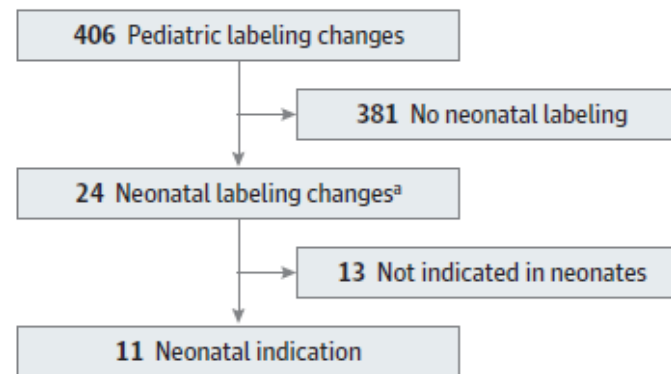 406 Pediatric labeling changes
381 No neonatal labeling
24 Neonatal labeling changesᵃ
13 Not indicated in neonates
11 Neonatal indication